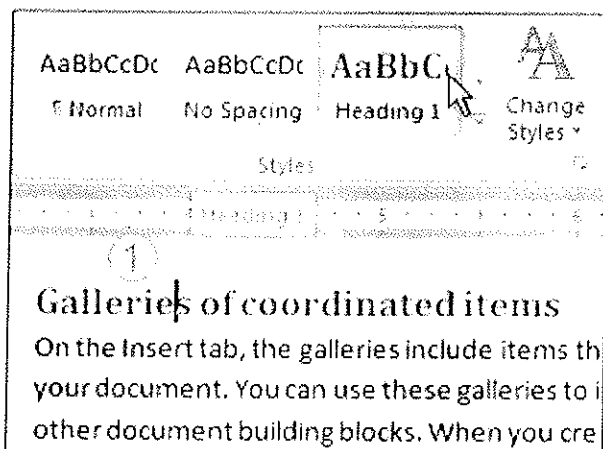 AaBbCcDc AaBbCcDc AaBbC
¶ Normal No Spacing Heading 1 Change
Styles
Styles
Heading 1 5 6
1
Galleries of coordinated items
On the Insert tab, the galleries include items th
your document. You can use these galleries to i
other document building blocks. When you cre